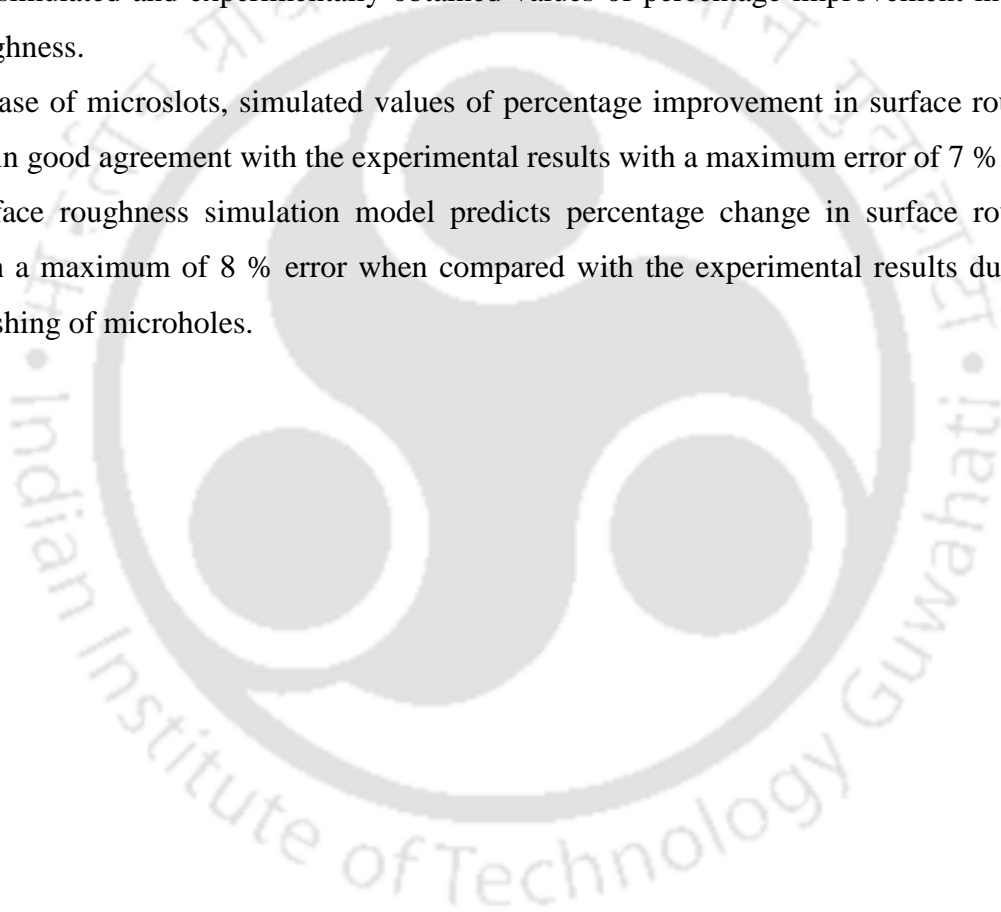 simulated and experimentally obtained values of percentage improvement in
ghness.
ase of microslots, simulated values of percentage improvement in surface rou
in good agreement with the experimental results with a maximum error of 7 %
face roughness simulation model predicts percentage change in surface rou
a maximum of 8 % error when compared with the experimental results du
shing of microholes.
Indian Institute of Technology Guwahati